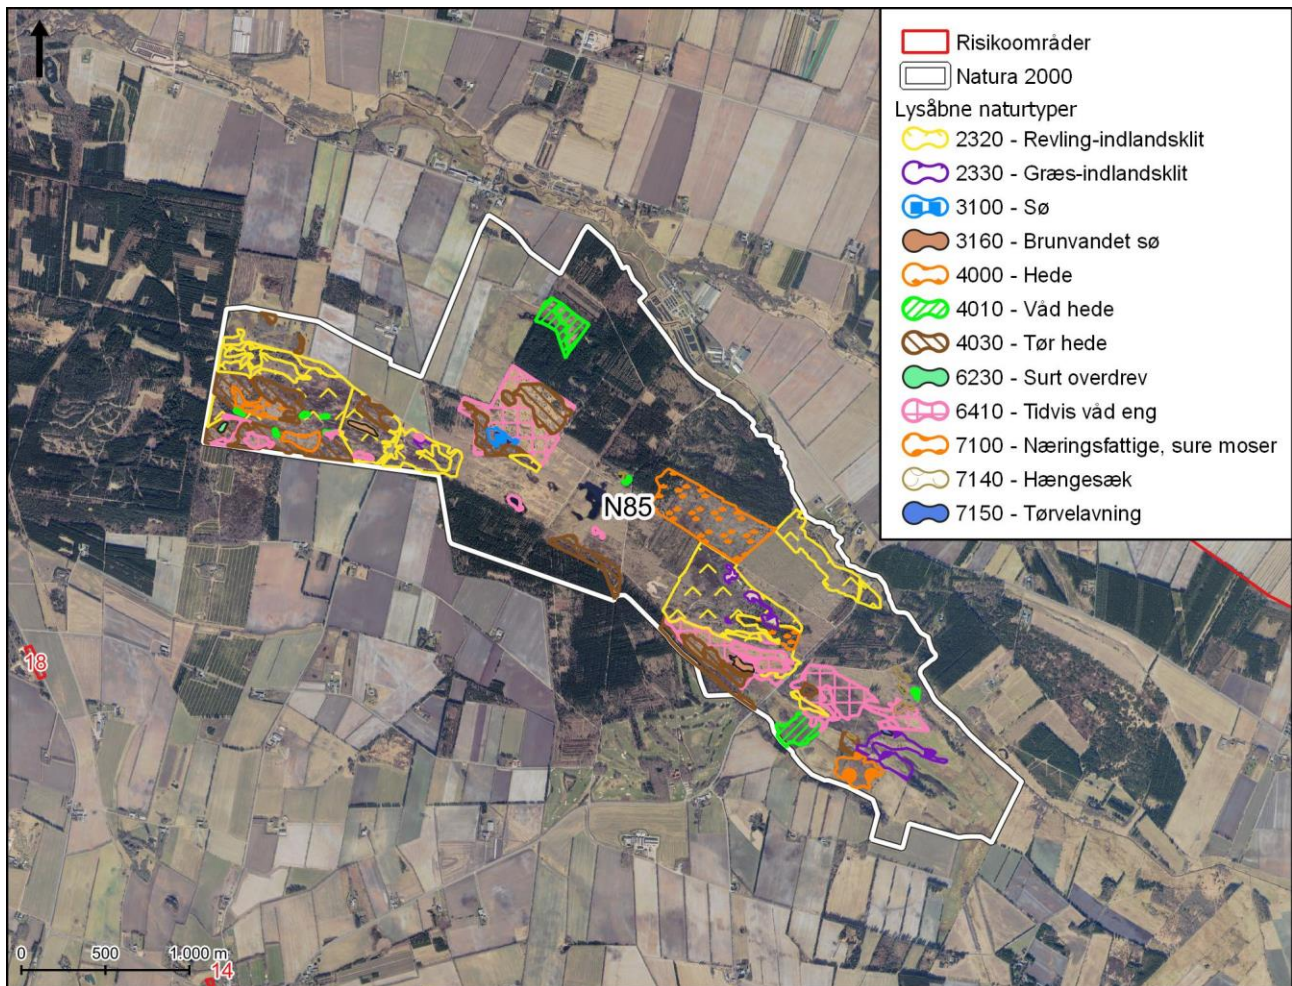 Risikoområder
Natura 2000
Lysåbne naturtyper
2320 - Revling-indlandsklit
2330 - Græs-indlandsklit
3100 - Sø
3160 - Brunvandet sø
4000 - Hede
4010 - Våd hede
4030 - Tør hede
6230 - Surt overdrev
6410 - Tidvis våd eng
7100 - Næringsfattige, sure moser
7140 - Hængesæk
7150 - Tørvelavning
N85
18
0 500 1.000 m
14